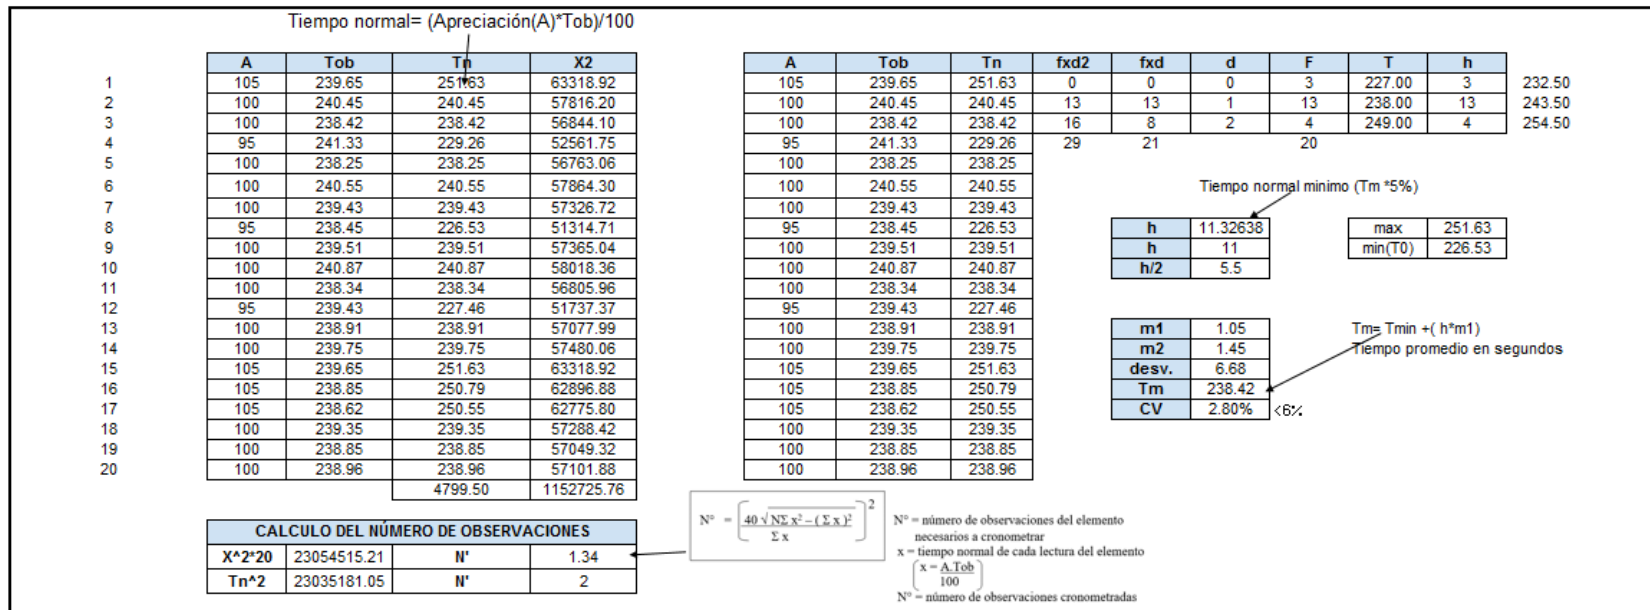 Tiempo normal= (Apreciación(A)*Tob)/100
A Tob Tn X2 A Tob Tn fxd2 fxd d F T h
1 105 239.65 251.63 63318.92 105 239.65 251.63 0 0 0 3 227.00 3 232.50
2 100 240.45 240.45 57816.20 100 240.45 240.45 13 13 1 13 238.00 13 243.50
3 100 238.42 238.42 56844.10 100 238.42 238.42 16 8 2 4 249.00 4 254.50
4 95 241.33 229.26 52561.75 95 241.33 229.26 29 21 20
5 100 238.25 238.25 56763.06 100 238.25 238.25
6 100 240.55 240.55 57864.30 100 240.55 240.55 Tiempo normal minimo (Tm *5%)
7 100 239.43 239.43 57326.72 100 239.43 239.43
8 95 238.45 226.53 51314.71 95 238.45 226.53 h 11.32638 max 251.63
9 100 239.51 239.51 57365.04 100 239.51 239.51 h 11 min(T0) 226.53
10 100 240.87 240.87 58018.36 100 240.87 240.87 h/2 5.5
11 100 238.34 238.34 56805.96 100 238.34 238.34
12 95 239.43 227.46 51737.37 95 239.43 227.46
13 100 238.91 238.91 57077.99 100 238.91 238.91 m1 1.05 Tm= Tmin +( h*m1)
14 100 239.75 239.75 57480.06 100 239.75 239.75 m2 1.45 Tiempo promedio en segundos
15 105 239.65 251.63 63318.92 105 239.65 251.63 desv. 6.68
16 105 238.85 250.79 62896.88 105 238.85 250.79 Tm 238.42
17 105 238.62 250.55 62775.80 105 238.62 250.55 CV 2.80% <6%
18 100 239.35 239.35 57288.42 100 239.35 239.35
19 100 238.85 238.85 57049.32 100 238.85 238.85
20 100 238.96 238.96 57101.88 100 238.96 238.96
4799.50 1152725.76
CALCULO DEL NÚMERO DE OBSERVACIONES
X^2*20 23054515.21 N' 1.34
Tn^2 23035181.05 N' 2
N° = (40 √NΣ x² – ( Σ x )² / Σ x)²
N° = número de observaciones del elemento
necesarios a cronometrar
x = tiempo normal de cada lectura del elemento
(x = A.Tob / 100)
N° = número de observaciones cronometradas